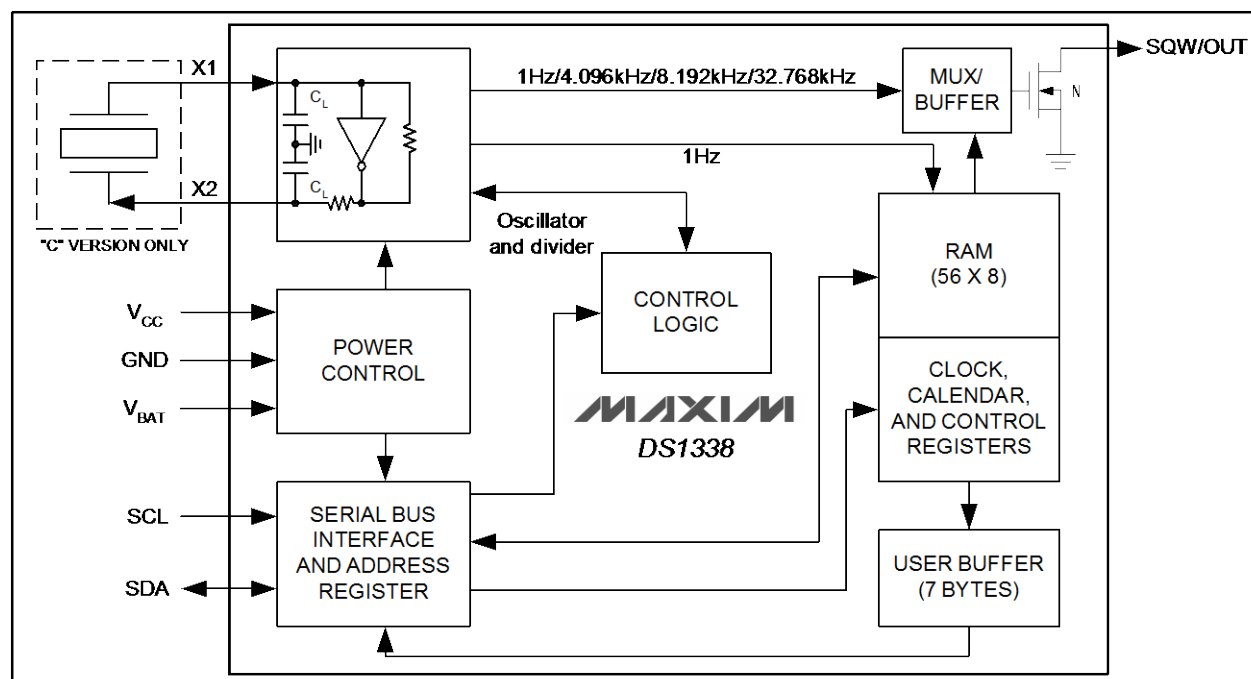 X1
C_L
1Hz/4.096kHz/8.192kHz/32.768kHz
MUX/
BUFFER
N
SQW/OUT
1Hz
X2
C_L
"C" VERSION ONLY
Oscillator
and divider
RAM
(56 X 8)
CONTROL
LOGIC
V_CC
GND
V_BAT
POWER
CONTROL
CLOCK,
CALENDAR,
AND CONTROL
REGISTERS
MAXIM
DS1338
SCL
SDA
SERIAL BUS
INTERFACE
AND ADDRESS
REGISTER
USER BUFFER
(7 BYTES)